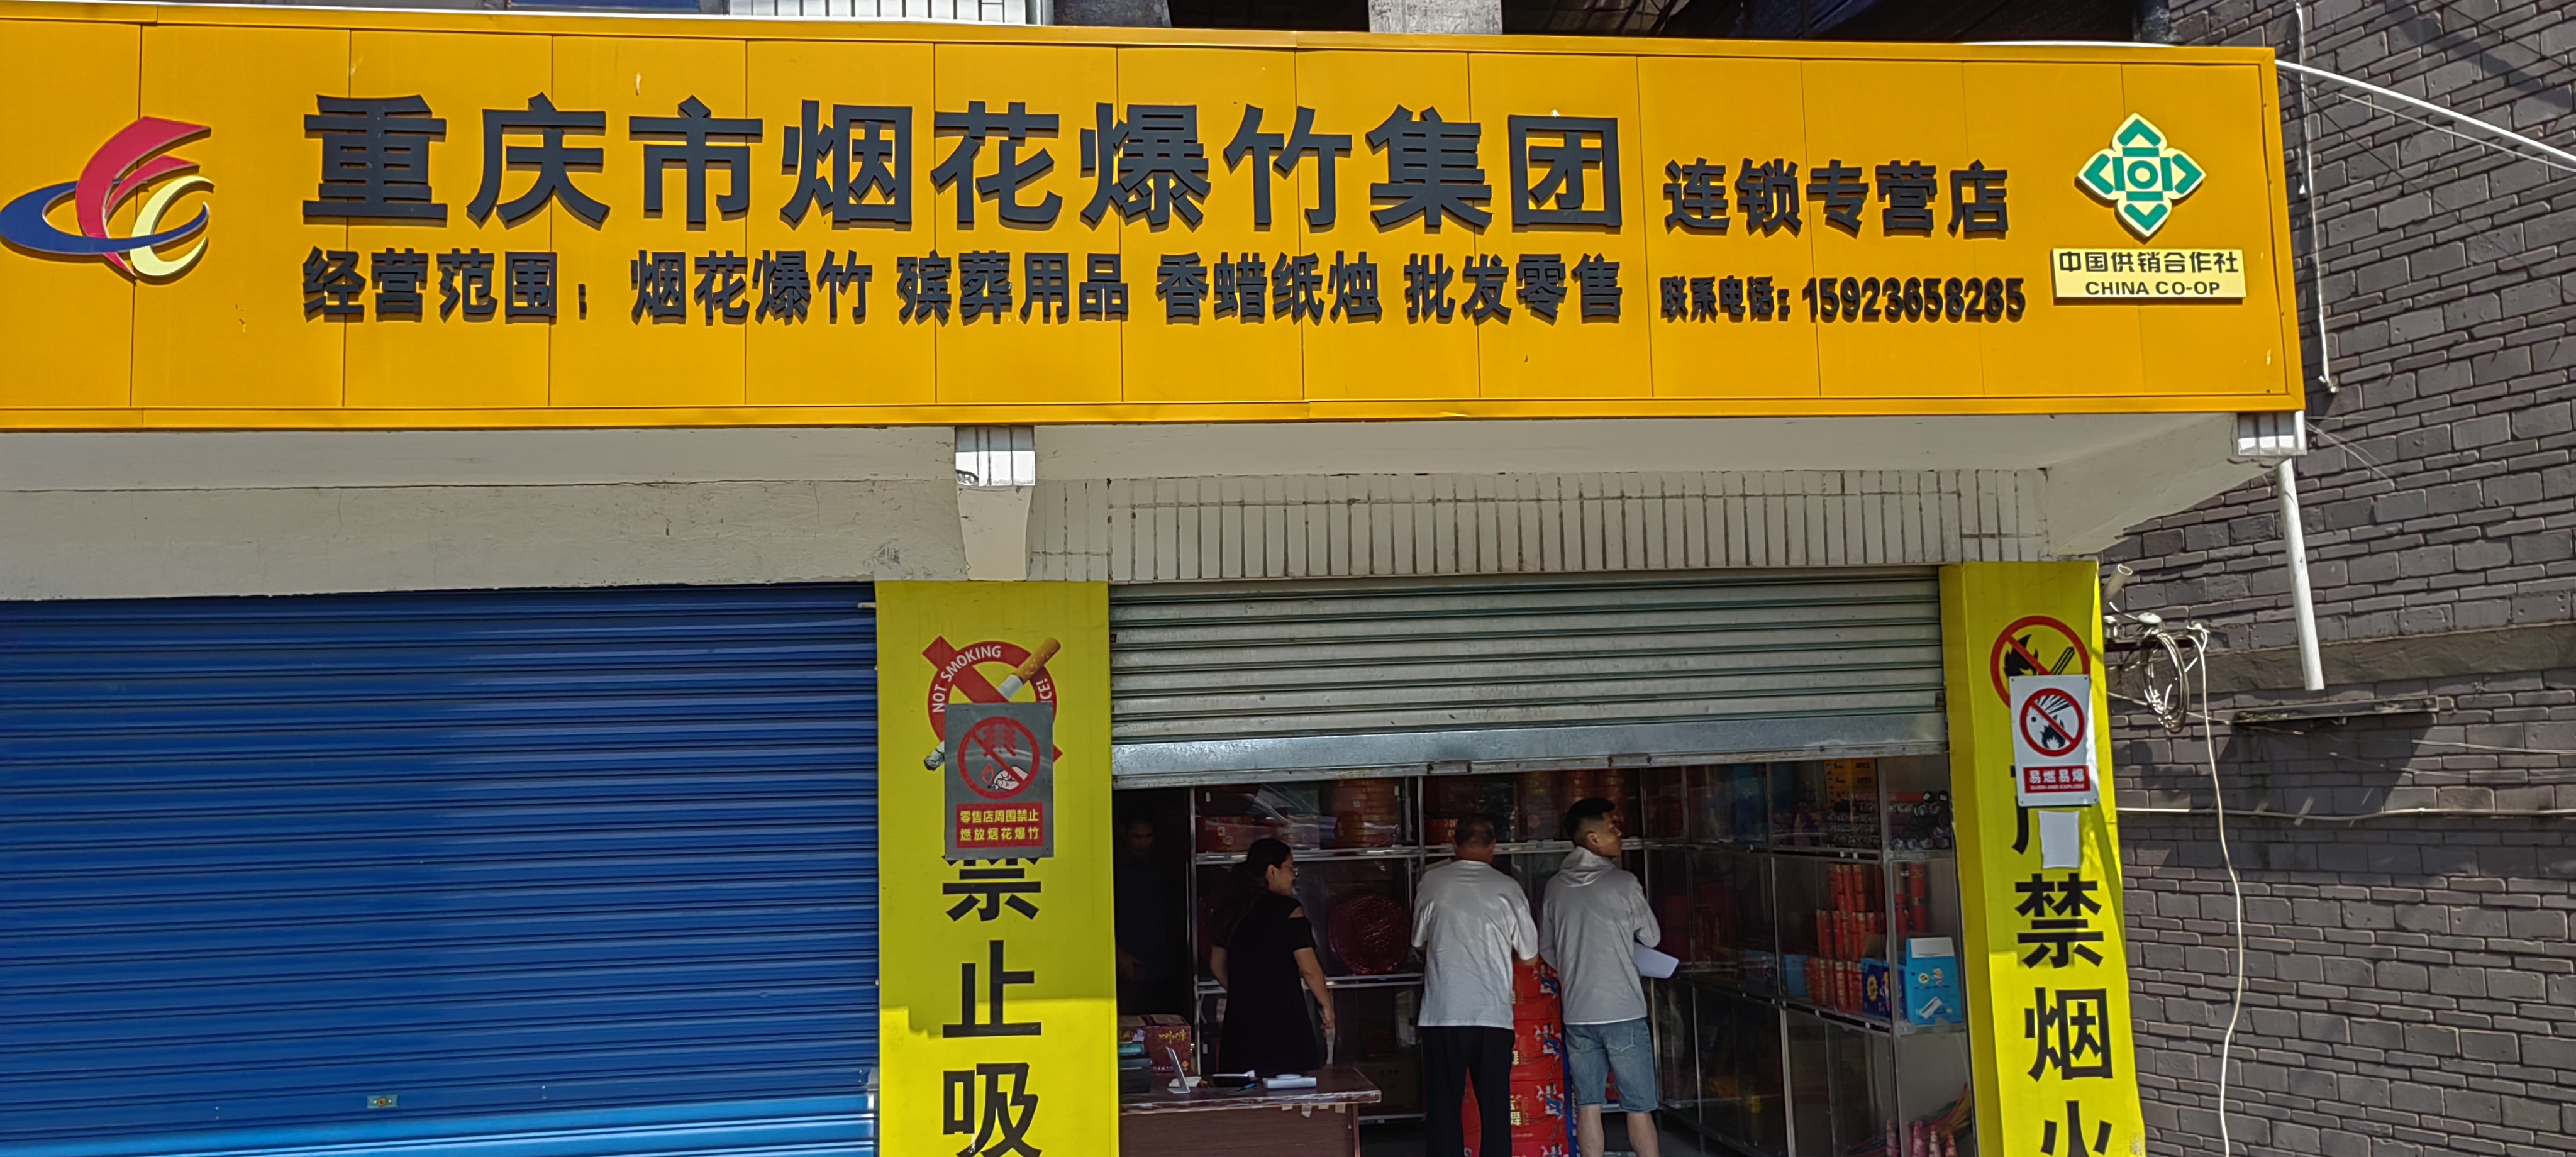 重庆市烟花爆竹集团 连锁专营店
经营范围：烟花爆竹 殡葬用品 香蜡纸烛 批发零售 联系电话：15923658285
中国供销合作社
CHINA CO-OP
NOT SMOKING
零售店周围禁止
燃放烟花爆竹
禁止吸
易燃易爆
禁烟火